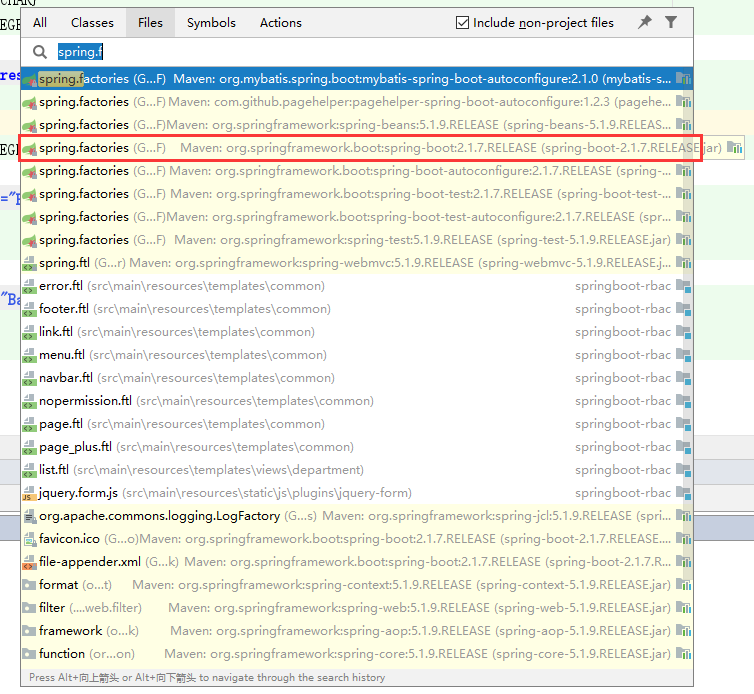 CHAR)
All Classes Files Symbols Actions Include non-project files
EGE
spring.f
res
spring.factories (G...F) Maven: org.mybatis.spring.boot:mybatis-spring-boot-autoconfigure:2.1.0 (mybatis-s...
spring.factories (G...F) Maven: com.github.pagehelper:pagehelper-spring-boot-autoconfigure:1.2.3 (pagehe...
spring.factories (G...F) Maven: org.springframework:spring-beans:5.1.9.RELEASE (spring-beans-5.1.9.RELEAS...
EGE
spring.factories (G...F) Maven: org.springframework.boot:spring-boot:2.1.7.RELEASE (spring-boot-2.1.7.RELEASE.jar)
spring.factories (G...F) Maven: org.springframework.boot:spring-boot-autoconfigure:2.1.7.RELEASE (spring-...
="B
spring.factories (G...F) Maven: org.springframework.boot:spring-boot-test:2.1.7.RELEASE (spring-boot-test-...
spring.factories (G...F) Maven: org.springframework.boot:spring-boot-test-autoconfigure:2.1.7.RELEASE (spr...
spring.factories (G...F) Maven: org.springframework:spring-test:5.1.9.RELEASE (spring-test-5.1.9.RELEASE.jar)
spring.ftl (G...r) Maven: org.springframework:spring-webmvc:5.1.9.RELEASE (spring-webmvc-5.1.9.RELEASE.j...
error.ftl (src\main\resources\templates\common) springboot-rbac
"Ba
footer.ftl (src\main\resources\templates\common) springboot-rbac
link.ftl (src\main\resources\templates\common) springboot-rbac
menu.ftl (src\main\resources\templates\common) springboot-rbac
navbar.ftl (src\main\resources\templates\common) springboot-rbac
nopermission.ftl (src\main\resources\templates\common) springboot-rbac
page.ftl (src\main\resources\templates\common) springboot-rbac
page_plus.ftl (src\main\resources\templates\common) springboot-rbac
list.ftl (src\main\resources\templates\views\department) springboot-rbac
jquery.form.js (src\main\resources\static\js\plugins\jquery-form) springboot-rbac
org.apache.commons.logging.LogFactory (G...s) Maven: org.springframework:spring-jcl:5.1.9.RELEASE (spri...
favicon.ico (G...o) Maven: org.springframework.boot:spring-boot:2.1.7.RELEASE (spring-boot-2.1.7.RELEASE....
file-appender.xml (G...k) Maven: org.springframework.boot:spring-boot:2.1.7.RELEASE (spring-boot-2.1.7.R...
format (o...t) Maven: org.springframework:spring-context:5.1.9.RELEASE (spring-context-5.1.9.RELEASE.jar)
filter (....web.filter) Maven: org.springframework:spring-web:5.1.9.RELEASE (spring-web-5.1.9.RELEASE.jar)
framework (o...k) Maven: org.springframework:spring-aop:5.1.9.RELEASE (spring-aop-5.1.9.RELEASE.jar)
function (or...on) Maven: org.springframework:spring-core:5.1.9.RELEASE (spring-core-5.1.9.RELEASE.jar)
Press Alt+向上箭头 or Alt+向下箭头 to navigate through the search history